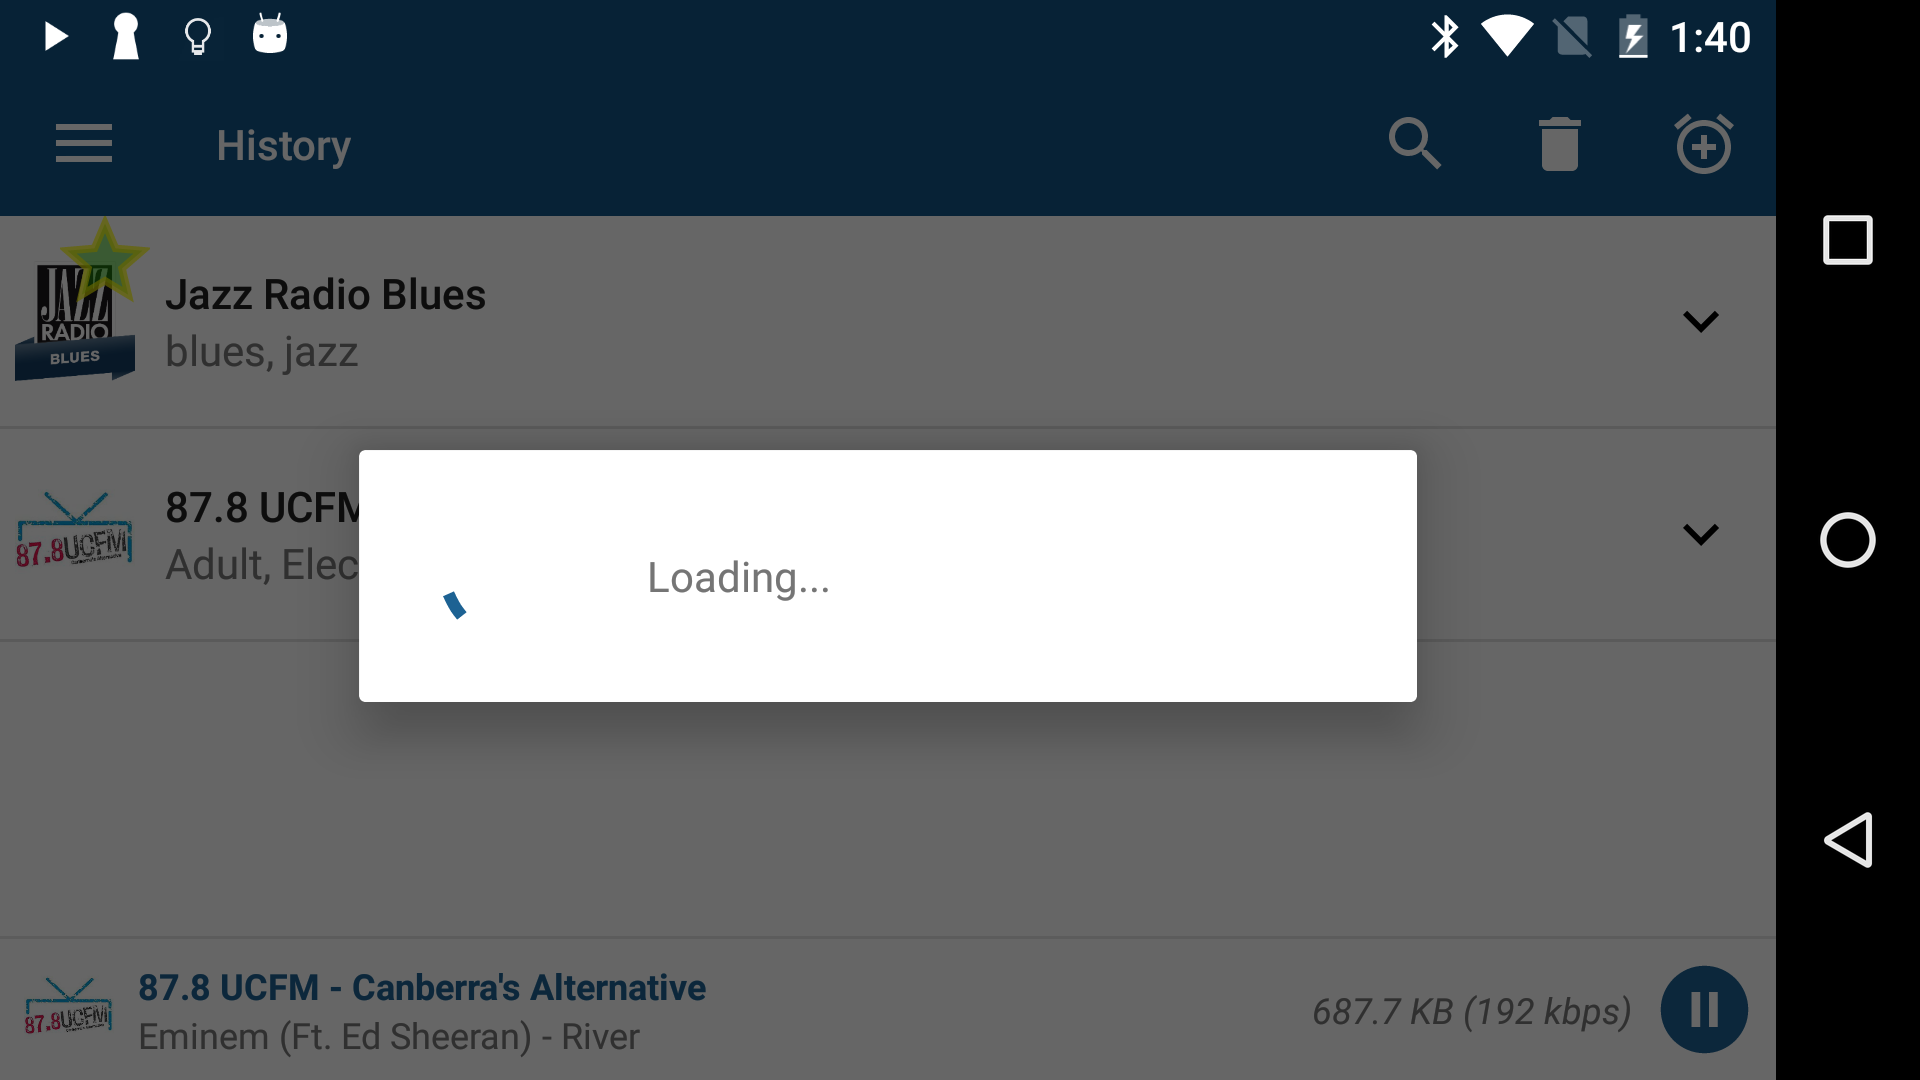 1:40
History
JAZZ
RADIO
BLUES
Jazz Radio Blues
blues, jazz
87.8UCFM
87.8 UCFM
Adult, Elec
Loading...
87.8UCFM
87.8 UCFM - Canberra's Alternative
Eminem (Ft. Ed Sheeran) - River
687.7 KB (192 kbps)